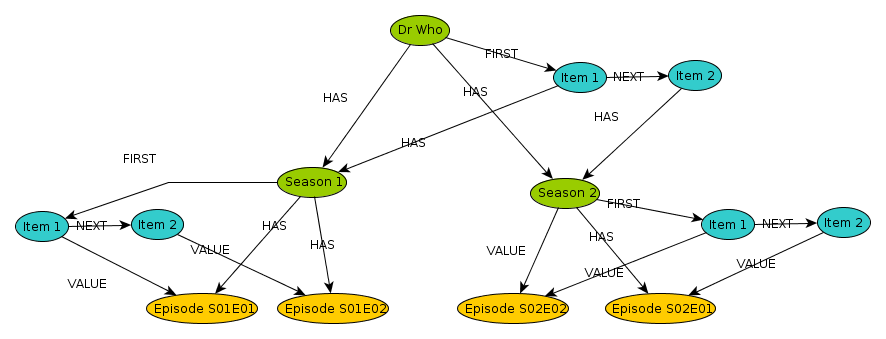 Dr Who
FIRST
Item 1
NEXT
Item 2
HAS
HAS
HAS
HAS
FIRST
Season 1
Season 2
FIRST
Item 1
NEXT
Item 2
HAS
HAS
VALUE
VALUE
HAS
Item 1
NEXT
Item 2
VALUE
VALUE
VALUE
Episode S01E01
Episode S01E02
Episode S02E02
Episode S02E01